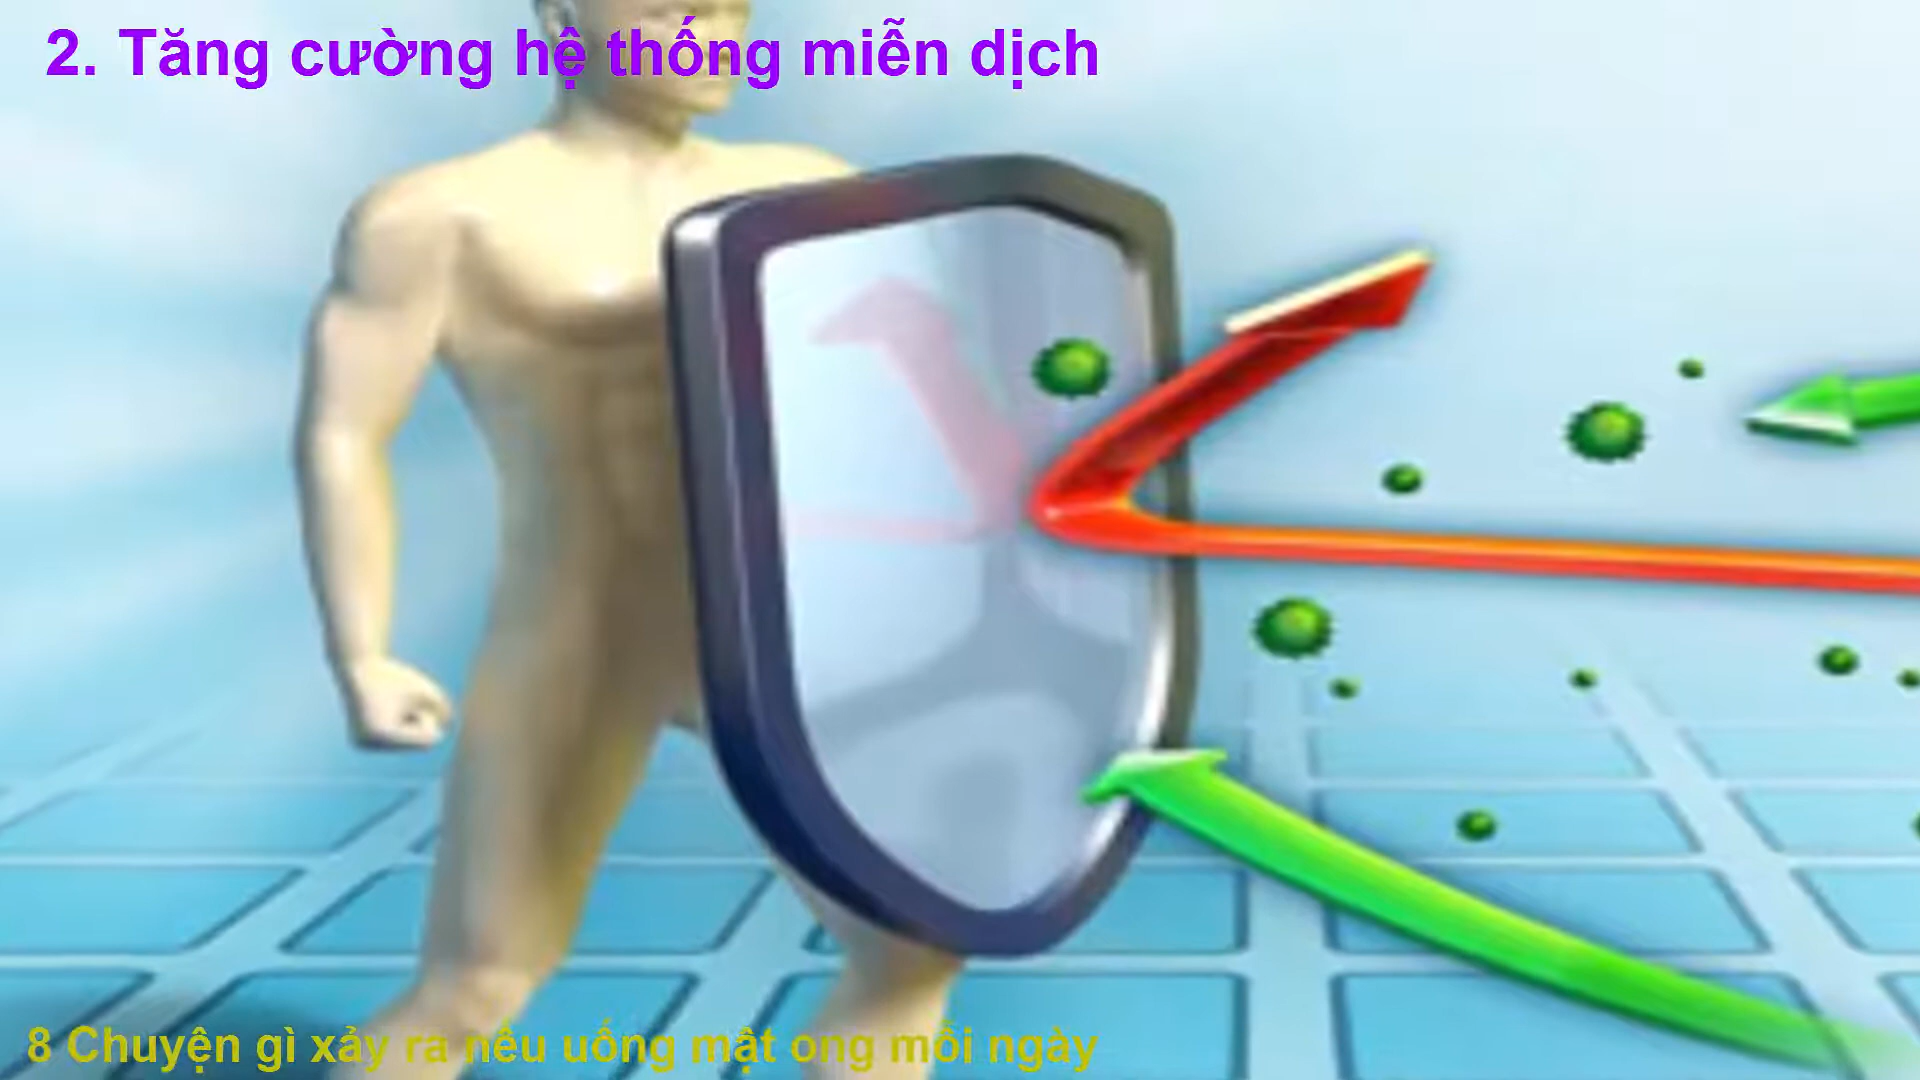 2. Tăng cường hệ thống miễn dịch
8 Chuyện gì xảy ra nếu uống mật ong mỗi ngày